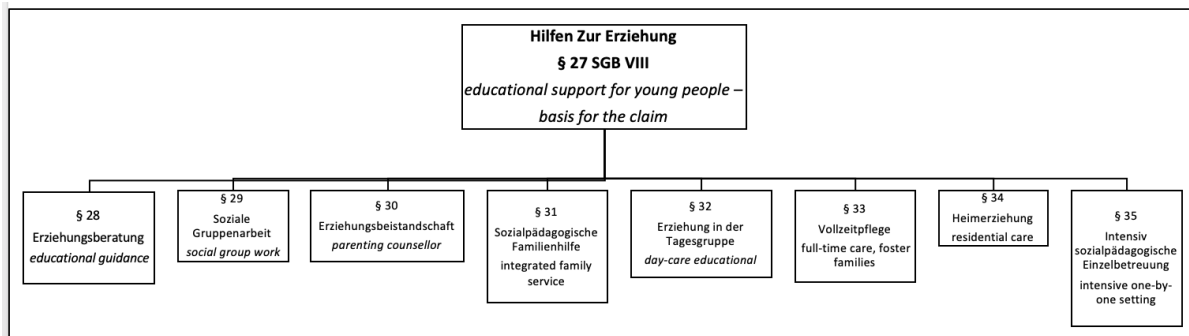 Hilfen Zur Erziehung
§ 27 SGB VIII
educational support for young people –
basis for the claim
§ 28
Erziehungsberatung
educational guidance
§ 29
Soziale
Gruppenarbeit
social group work
§ 30
Erziehungsbeistandschaft
parenting counsellor
§ 31
Sozialpädagogische
Familienhilfe
integrated family
service
§ 32
Erziehung in der
Tagesgruppe
day-care educational
§ 33
Vollzeitpflege
full-time care, foster
families
§ 34
Heimerziehung
residential care
§ 35
Intensiv
sozialpädagogische
Einzelbetreuung
intensive one-by-
one setting